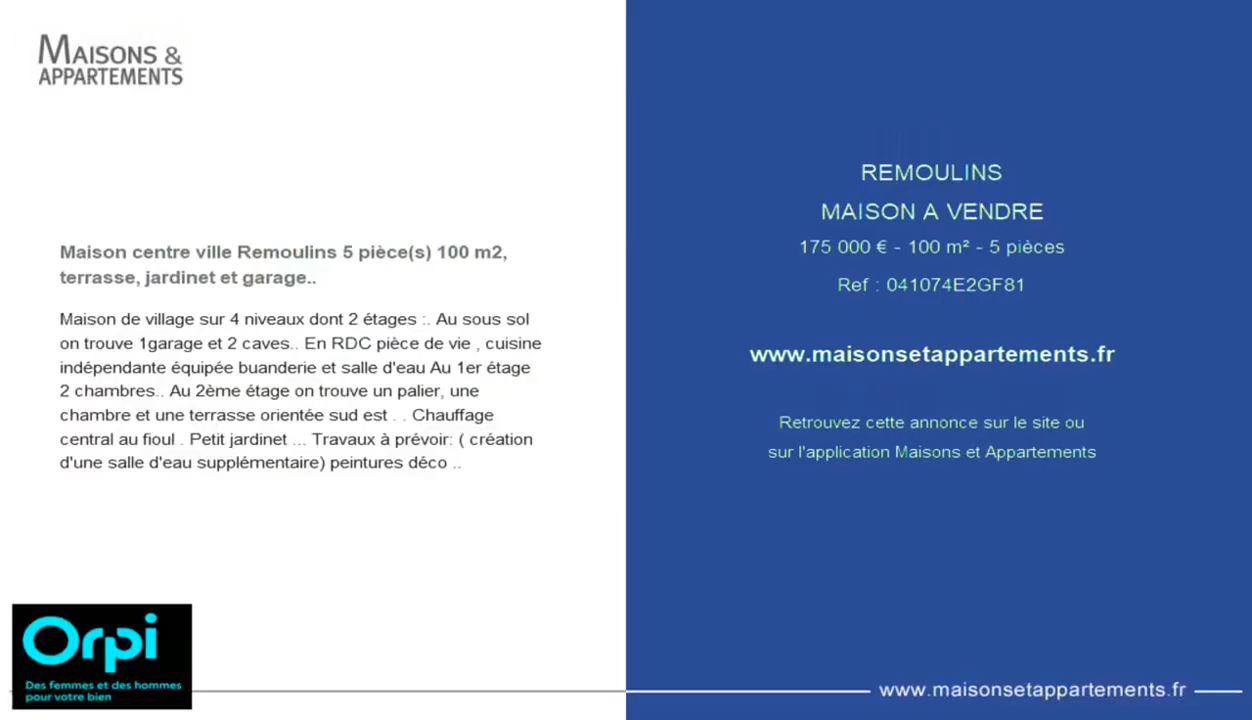 MAISONS &
APPARTEMENTS
Maison centre ville Remoulins 5 pièce(s) 100 m2,
terrasse, jardinet et garage..
Maison de village sur 4 niveaux dont 2 étages :. Au sous sol
on trouve 1garage et 2 caves.. En RDC pièce de vie , cuisine
indépendante équipée buanderie et salle d'eau Au 1er étage
2 chambres.. Au 2ème étage on trouve un palier, une
chambre et une terrasse orientée sud est . . Chauffage
central au fioul . Petit jardinet ... Travaux à prévoir: ( création
d'une salle d'eau supplémentaire) peintures déco ..
Orpi
Des femmes et des hommes
pour votre bien
REMOULINS
MAISON A VENDRE
175 000 € - 100 m² - 5 pièces
Ref : 041074E2GF81
www.maisonsetappartements.fr
Retrouvez cette annonce sur le site ou
sur l'application Maisons et Appartements
www.maisonsetappartements.fr